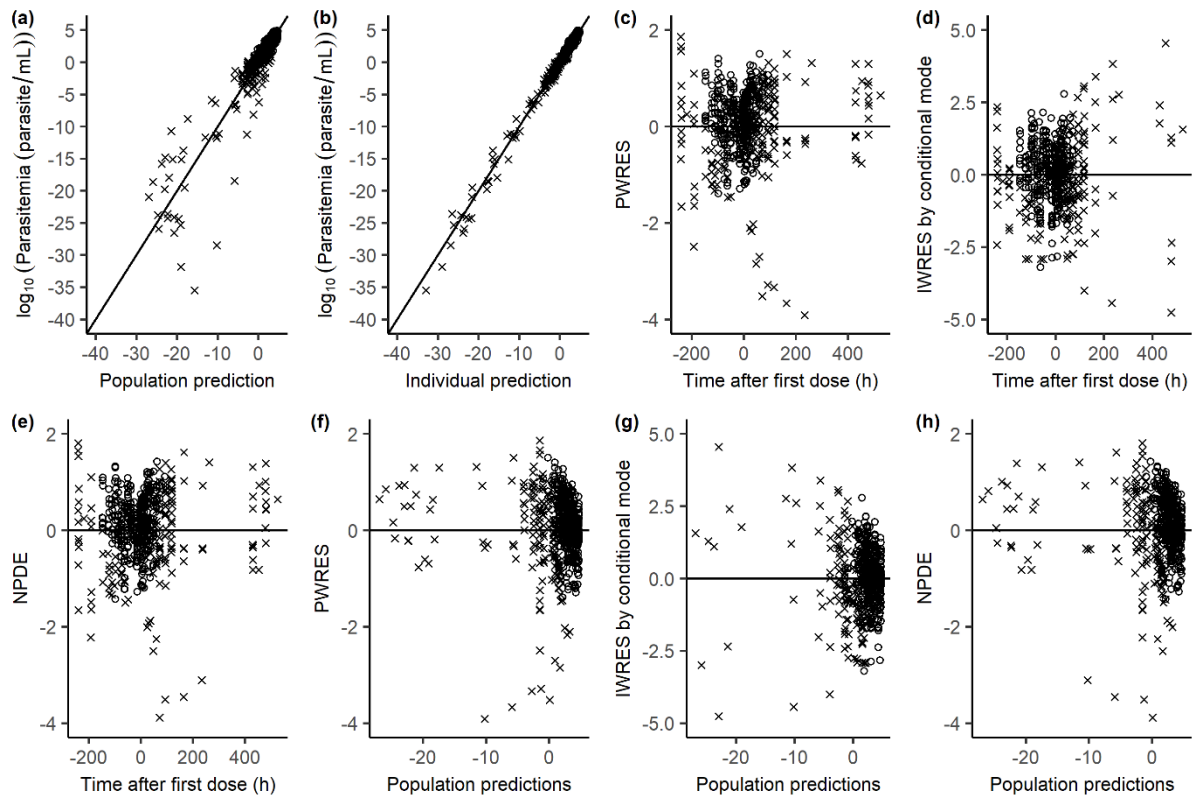 (a)
log₁₀(Parasitemia (parasite/mL)))
5
0
-5
-10
-15
-20
-25
-30
-35
-40
-40 -30 -20 -10 0
Population prediction
(b)
log₁₀(Parasitemia (parasite/mL)))
5
0
-5
-10
-15
-20
-25
-30
-35
-40
-40 -30 -20 -10 0
Individual prediction
(c)
PWRES
2
0
-2
-4
-200 0 200 400
Time after first dose (h)
(d)
IWRES by conditional mode
5.0
2.5
0.0
-2.5
-5.0
-200 0 200 400
Time after first dose (h)
(e)
NPDE
2
0
-2
-4
-200 0 200 400
Time after first dose (h)
(f)
PWRES
2
0
-2
-4
-20 -10 0
Population predictions
(g)
IWRES by conditional mode
5.0
2.5
0.0
-2.5
-5.0
-20 -10 0
Population predictions
(h)
NPDE
2
0
-2
-4
-20 -10 0
Population predictions